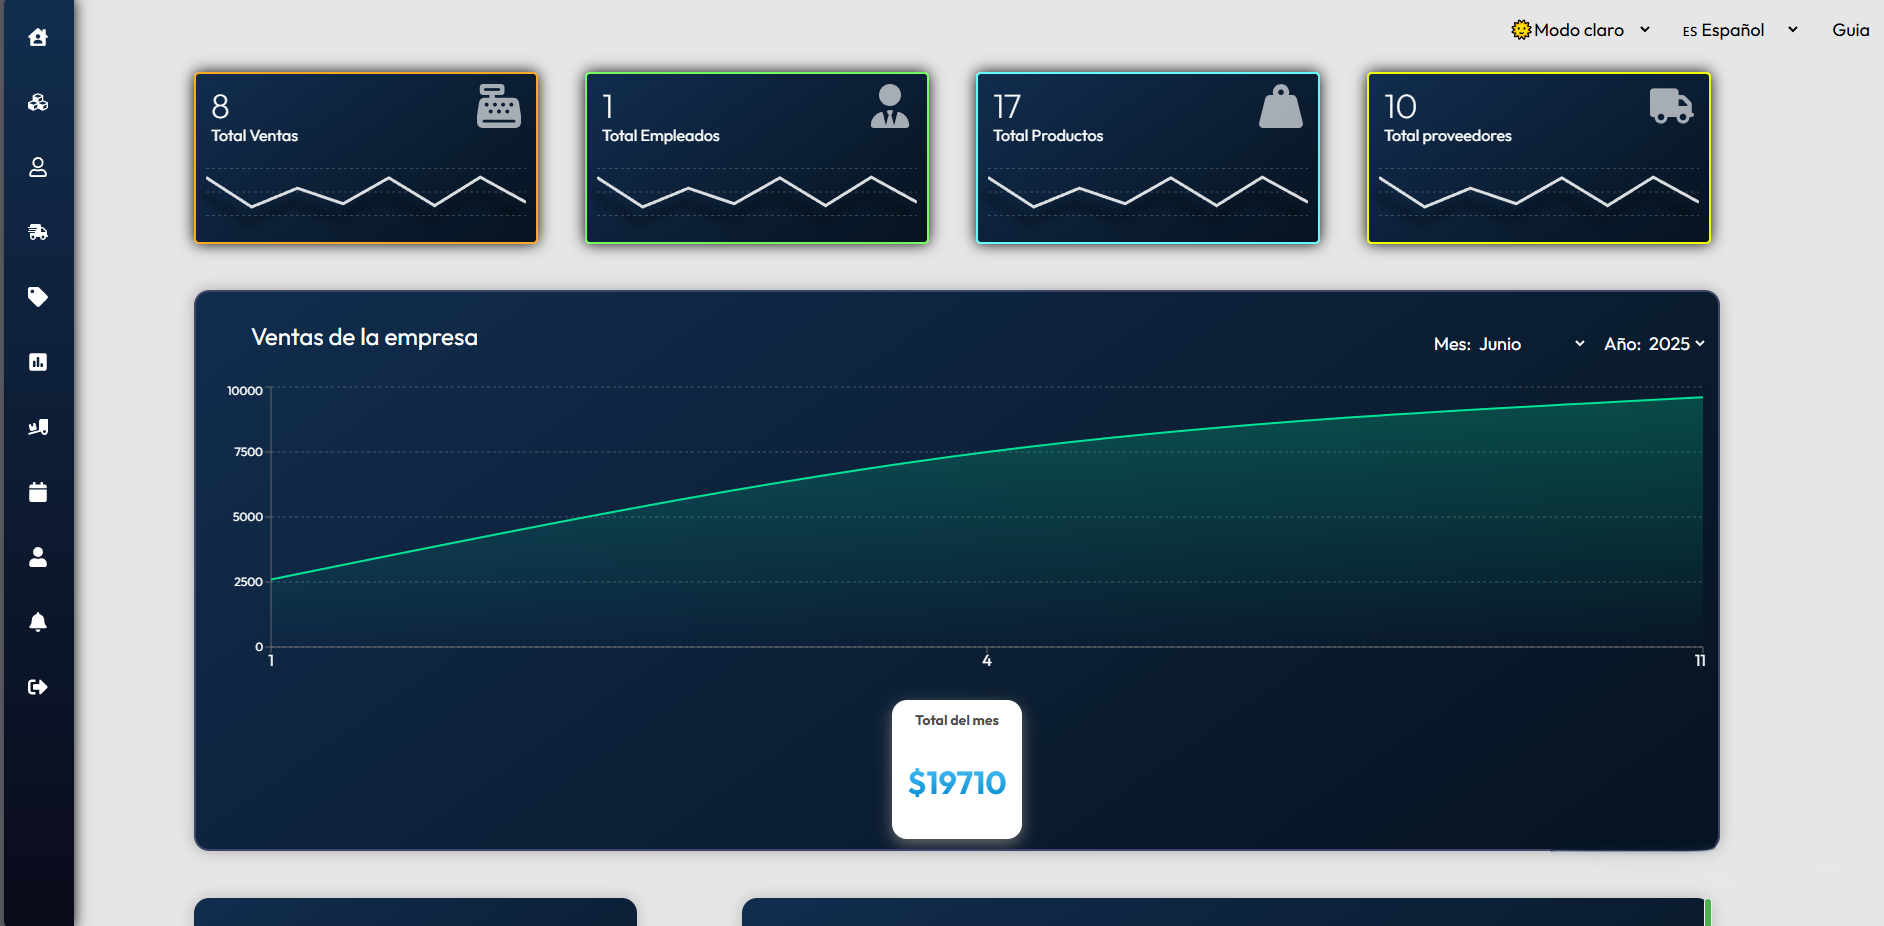 Modo claro
ES Español
Guia
8
Total Ventas
1
Total Empleados
17
Total Productos
10
Total proveedores
Ventas de la empresa
Mes: Junio
Año: 2025
10000
7500
5000
2500
0
1
4
11
Total del mes
$19710